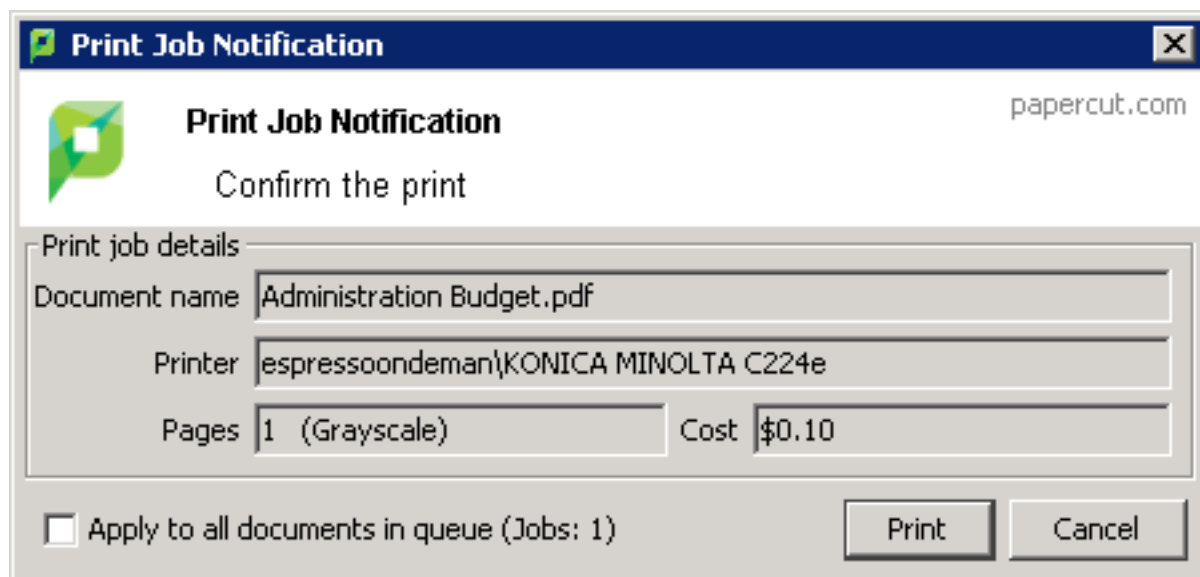 Print Job Notification
papercut.com
Print Job Notification
Confirm the print
Print job details
Document name Administration Budget.pdf
Printer espressoondeman\KONICA MINOLTA C224e
Pages 1 (Grayscale) Cost $0.10
Apply to all documents in queue (Jobs: 1) Print Cancel